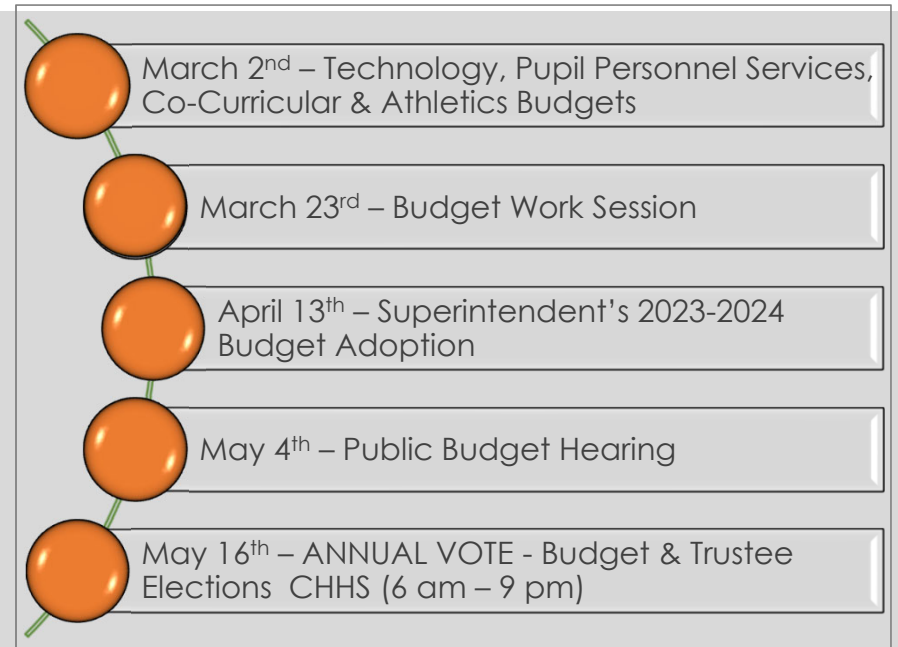 March 2nd – Technology, Pupil Personnel Services,
Co-Curricular & Athletics Budgets
March 23rd – Budget Work Session
April 13th – Superintendent’s 2023-2024
Budget Adoption
May 4th – Public Budget Hearing
May 16th – ANNUAL VOTE - Budget & Trustee
Elections  CHHS (6 am – 9 pm)